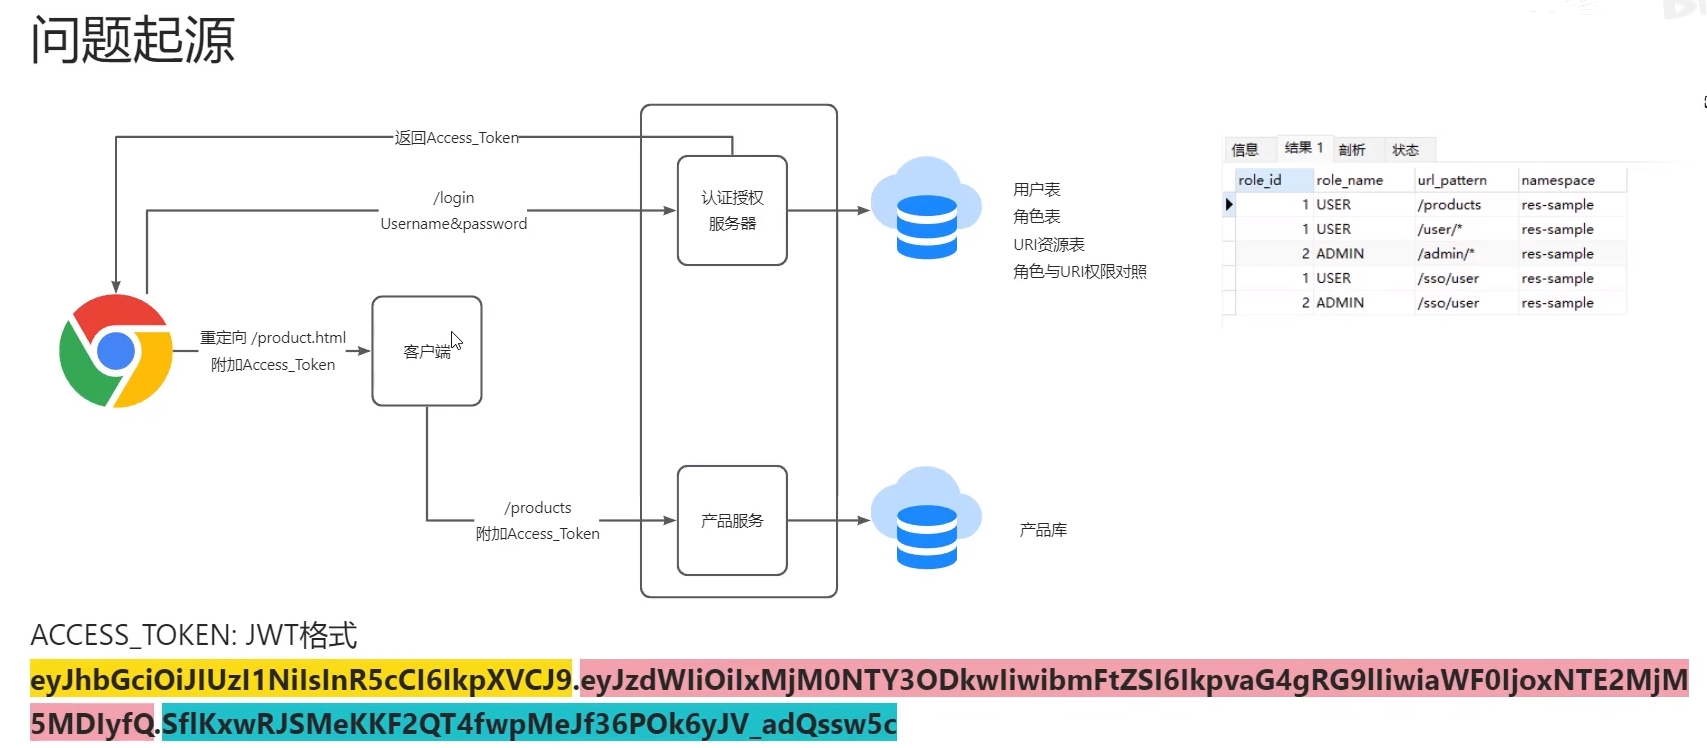 问题起源
返回Access_Token
/login
Username&password
认证授权
服务器
用户表
角色表
URI资源表
角色与URI权限对照
信息 结果 1 剖析 状态
role_id role_name url_pattern namespace
1 USER /products res-sample
1 USER /user/* res-sample
2 ADMIN /admin/* res-sample
1 USER /sso/user res-sample
2 ADMIN /sso/user res-sample
重定向 /product.html
附加Access_Token
客户端
/products
附加Access_Token
产品服务
产品库
ACCESS_TOKEN: JWT格式
eyJhbGciOiJIUzI1NiIsInR5cCI6IkpXVCJ9.eyJzdWIiOiIxMjM0NTY3ODkwIiwibmFtZSI6IkpvaG4gRG9lIiwiaWF0IjoxNTE2MjM
5MDIyfQ.SflKxwRJSMeKKF2QT4fwpMeJf36POk6yJV_adQssw5c